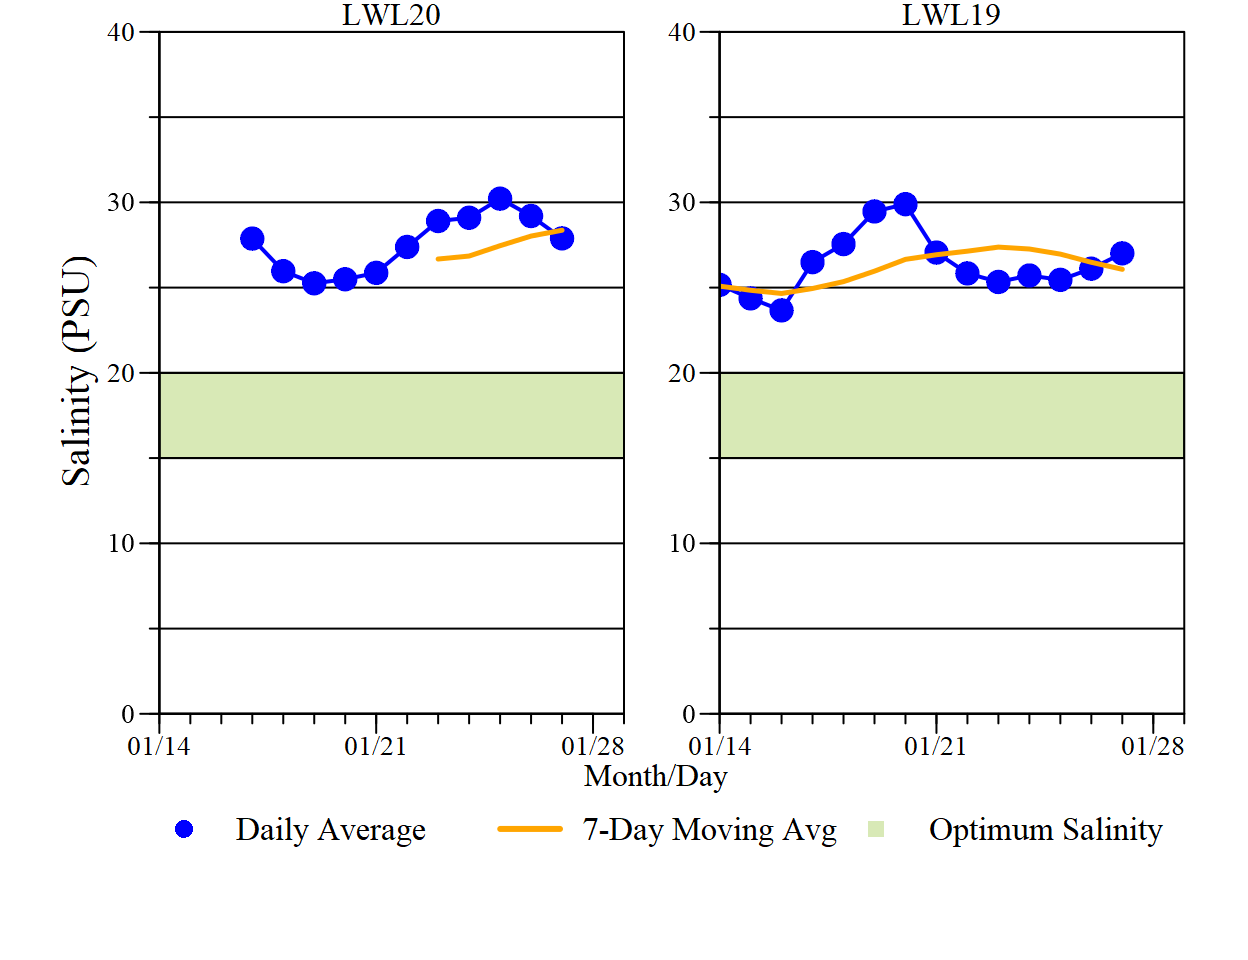 LWL20 LWL19
40 40
30 30
20 20
10 10
0 0
Salinity (PSU)
01/14 01/21 01/28 01/14 01/21 01/28
Month/Day
Daily Average 7-Day Moving Avg Optimum Salinity